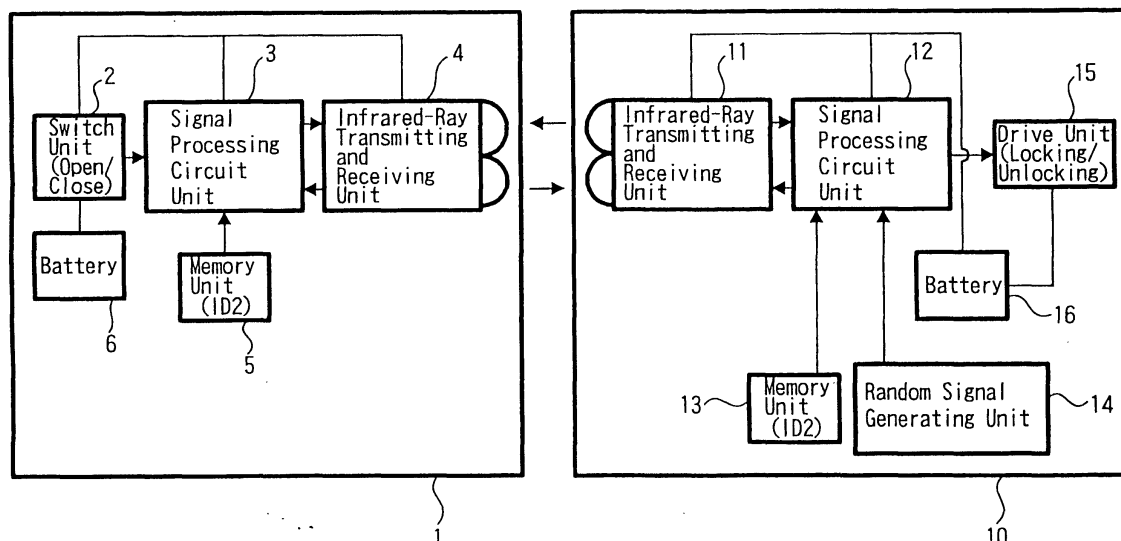 2
3
4
Switch
Unit
(Open/
Close)
Signal
Processing
Circuit
Unit
Infrared-Ray
Transmitting
and
Receiving
Unit
Battery
6
Memory
Unit
(ID2)
5
1
11
12
15
Infrared-Ray
Transmitting
and
Receiving
Unit
Signal
Processing
Circuit
Unit
Drive Unit
(Locking/
Unlocking)
Battery
16
13
Memory
Unit
(ID2)
Random Signal
Generating Unit
14
10